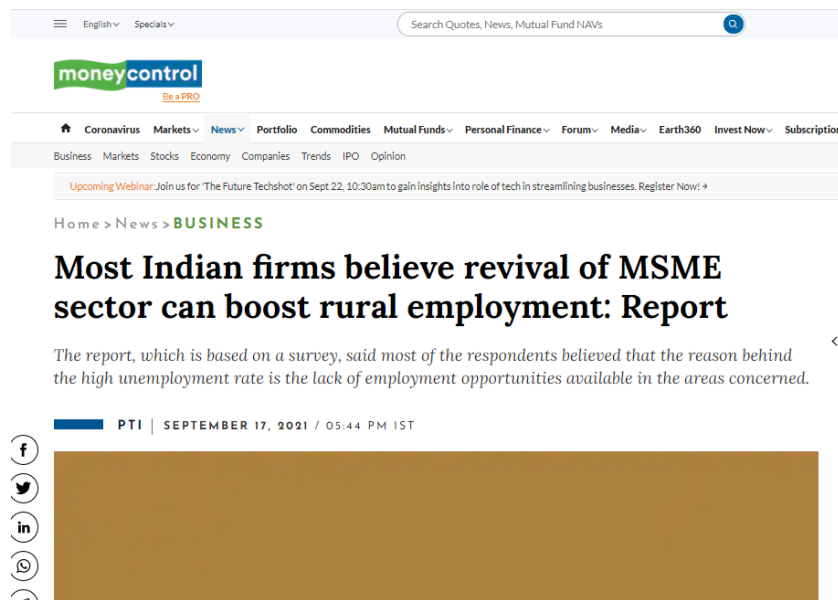 English Specials Search Quotes, News, Mutual Fund NAVs
moneycontrol
Be a PRO
Coronavirus Markets News Portfolio Commodities Mutual Funds Personal Finance Forum Media Earth360 Invest Now Subscription
Business Markets Stocks Economy Companies Trends IPO Opinion
Upcoming Webinar:Join us for 'The Future Techshot' on Sept 22, 10:30am to gain insights into role of tech in streamlining businesses. Register Now!
Home > News > BUSINESS
Most Indian firms believe revival of MSME
sector can boost rural employment: Report
The report, which is based on a survey, said most of the respondents believed that the reason behind
the high unemployment rate is the lack of employment opportunities available in the areas concerned.
PTI | SEPTEMBER 17, 2021 / 05:44 PM IST